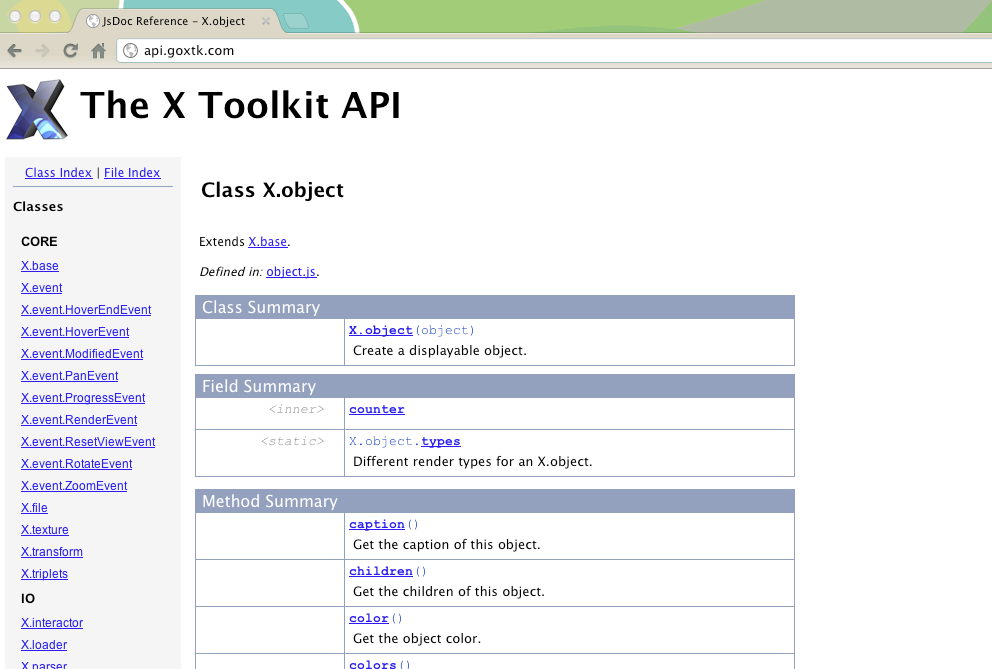 JsDoc Reference – X.object
api.goxtk.com
The X Toolkit API
Class Index | File Index
Classes
CORE
X.base
X.event
X.event.HoverEndEvent
X.event.HoverEvent
X.event.ModifiedEvent
X.event.PanEvent
X.event.ProgressEvent
X.event.RenderEvent
X.event.ResetViewEvent
X.event.RotateEvent
X.event.ZoomEvent
X.file
X.texture
X.transform
X.triplets
IO
X.interactor
X.loader
X.parser
Class X.object
Extends X.base.
Defined in: object.js.
Class Summary
X.object(object)
Create a displayable object.
Field Summary
<inner> counter
<static> X.object.types
Different render types for an X.object.
Method Summary
caption()
Get the caption of this object.
children()
Get the children of this object.
color()
Get the object color.
colors()